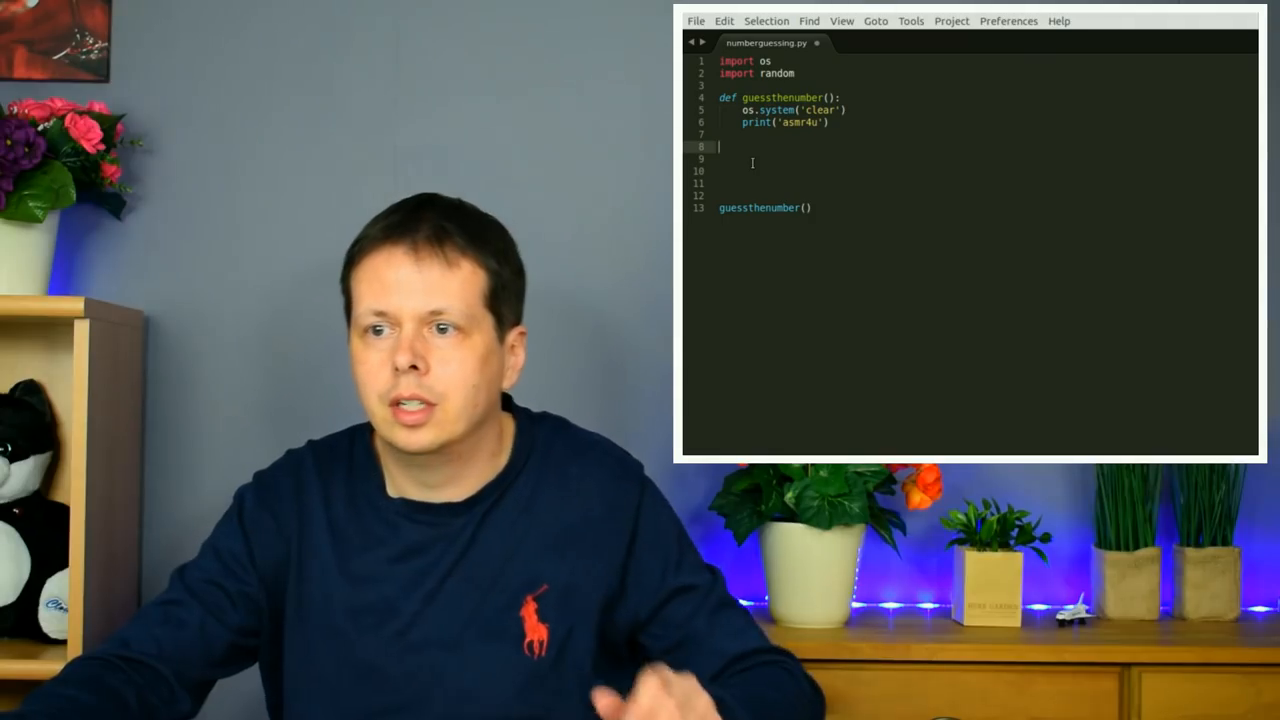 File Edit Selection Find View Goto Tools Project Preferences Help
numberguessing.py
1 import os
2 import random
3
4 def guessthenumber():
5 os.system('clear')
6 print('asmr4u')
7
8
9
10
11
12
13 guessthenumber()